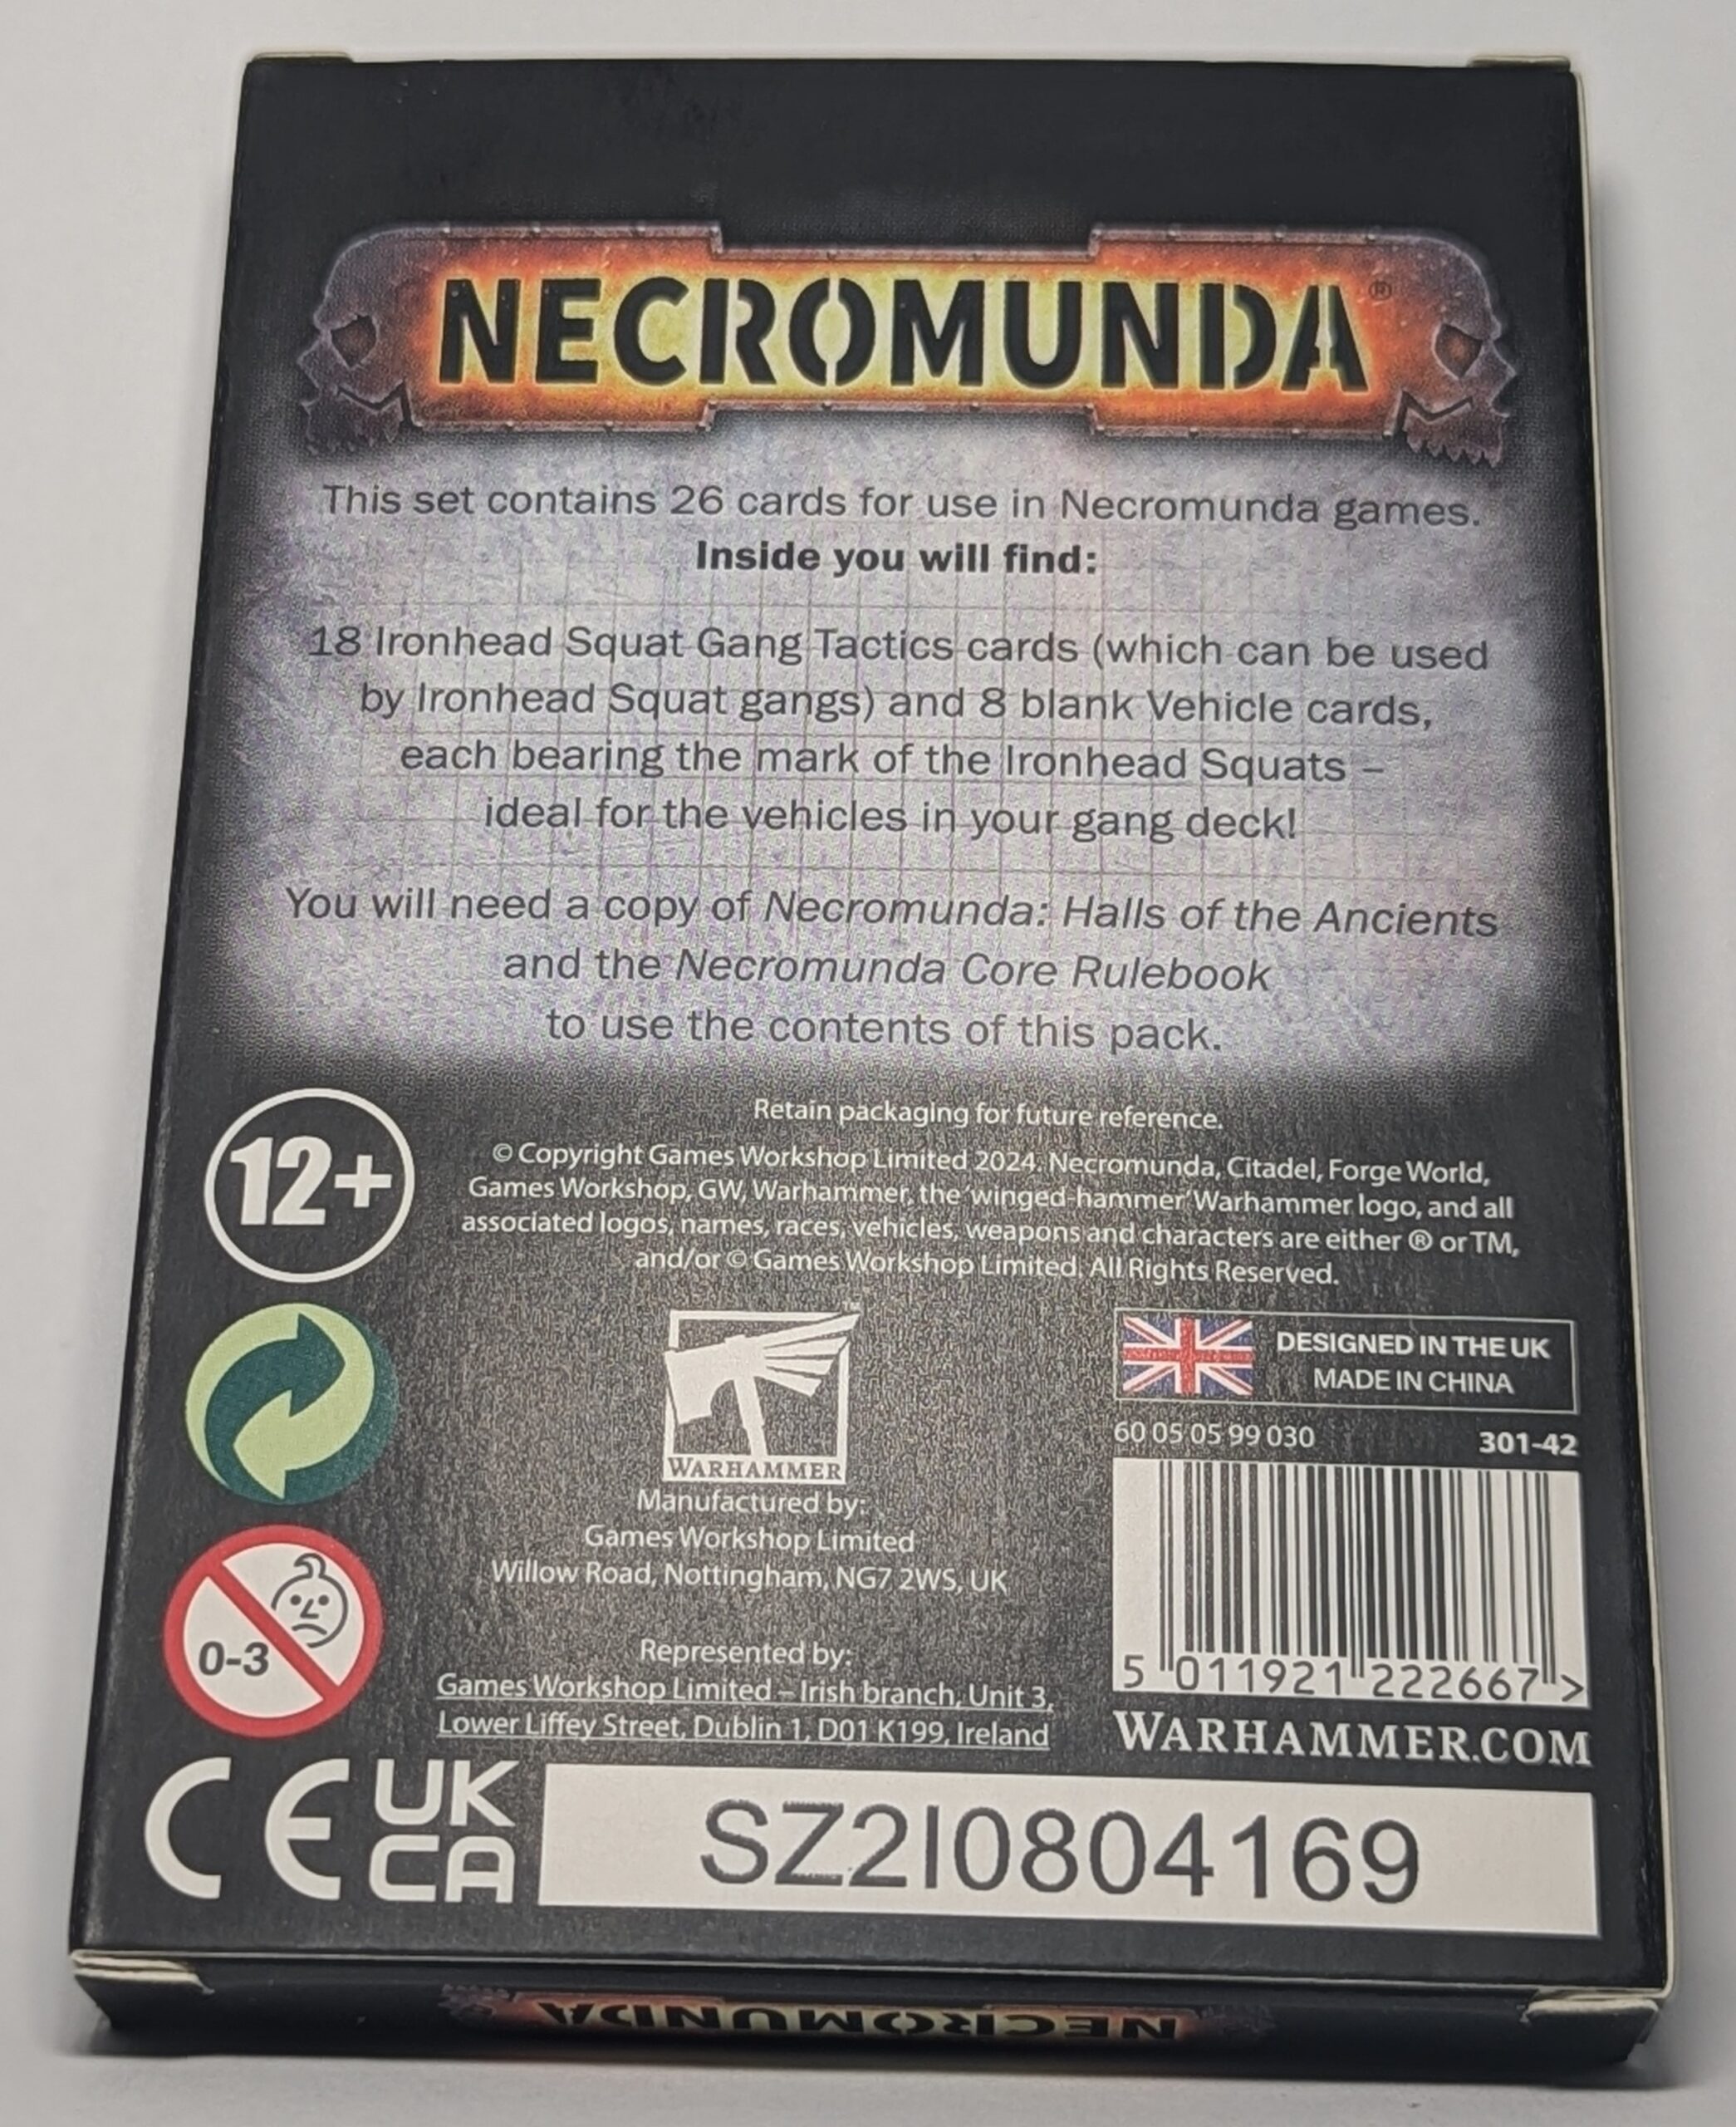 NECROMUNDA®
This set contains 26 cards for use in Necromunda games.
Inside you will find:
18 Ironhead Squat Gang Tactics cards (which can be used
by Ironhead Squat gangs) and 8 blank Vehicle cards,
each bearing the mark of the Ironhead Squats –
ideal for the vehicles in your gang deck!
You will need a copy of Necromunda: Halls of the Ancients
and the Necromunda Core Rulebook
to use the contents of this pack.
12+
Retain packaging for future reference.
© Copyright Games Workshop Limited 2024. Necromunda, Citadel, Forge World,
Games Workshop, GW, Warhammer, the 'winged-hammer' Warhammer logo, and all
associated logos, names, races, vehicles, weapons and characters are either ® or TM,
and/or © Games Workshop Limited. All Rights Reserved.
WARHAMMER
Manufactured by:
Games Workshop Limited
Willow Road, Nottingham, NG7 2WS, UK
Represented by:
Games Workshop Limited – Irish branch, Unit 3,
Lower Liffey Street, Dublin 1, D01 K199, Ireland
DESIGNED IN THE UK
MADE IN CHINA
60 05 05 99 030
301-42
5 011921 222667 >
WARHAMMER.COM
0-3
CE
UK
CA
SZ2I0804169
NECROMUNDA